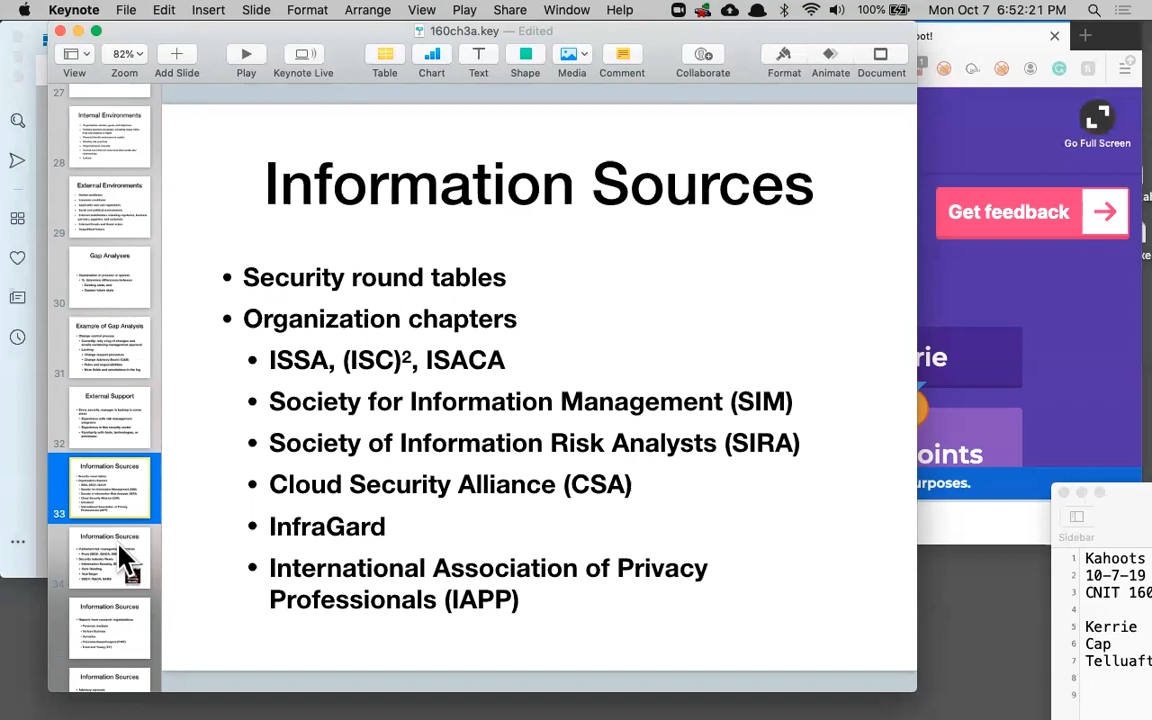 Keynote File Edit Insert Slide Format Arrange View Play Share Window Help 100% Mon Oct 7 6:52:21 PM
160ch3a.key — Edited
82%
View Zoom Add Slide Play Keynote Live Table Chart Text Shape Media Comment Collaborate Format Animate Document
27
Internal Environments
28
External Environments
29
Gap Analyses
30
Example of Gap Analysis
31
External Support
32
Information Sources
33
Information Sources
34
Information Sources
Information Sources
Information Sources
• Security round tables
• Organization chapters
• ISSA, (ISC)², ISACA
• Society for Information Management (SIM)
• Society of Information Risk Analysts (SIRA)
• Cloud Security Alliance (CSA)
• InfraGard
• International Association of Privacy
Professionals (IAPP)
oot!
Go Full Screen
Get feedback
rie
oints
urposes.
Sidebar
1 Kahoots
2 10-7-19
3 CNIT 160
4
5 Kerrie
6 Cap
7 Telluaft
8
9